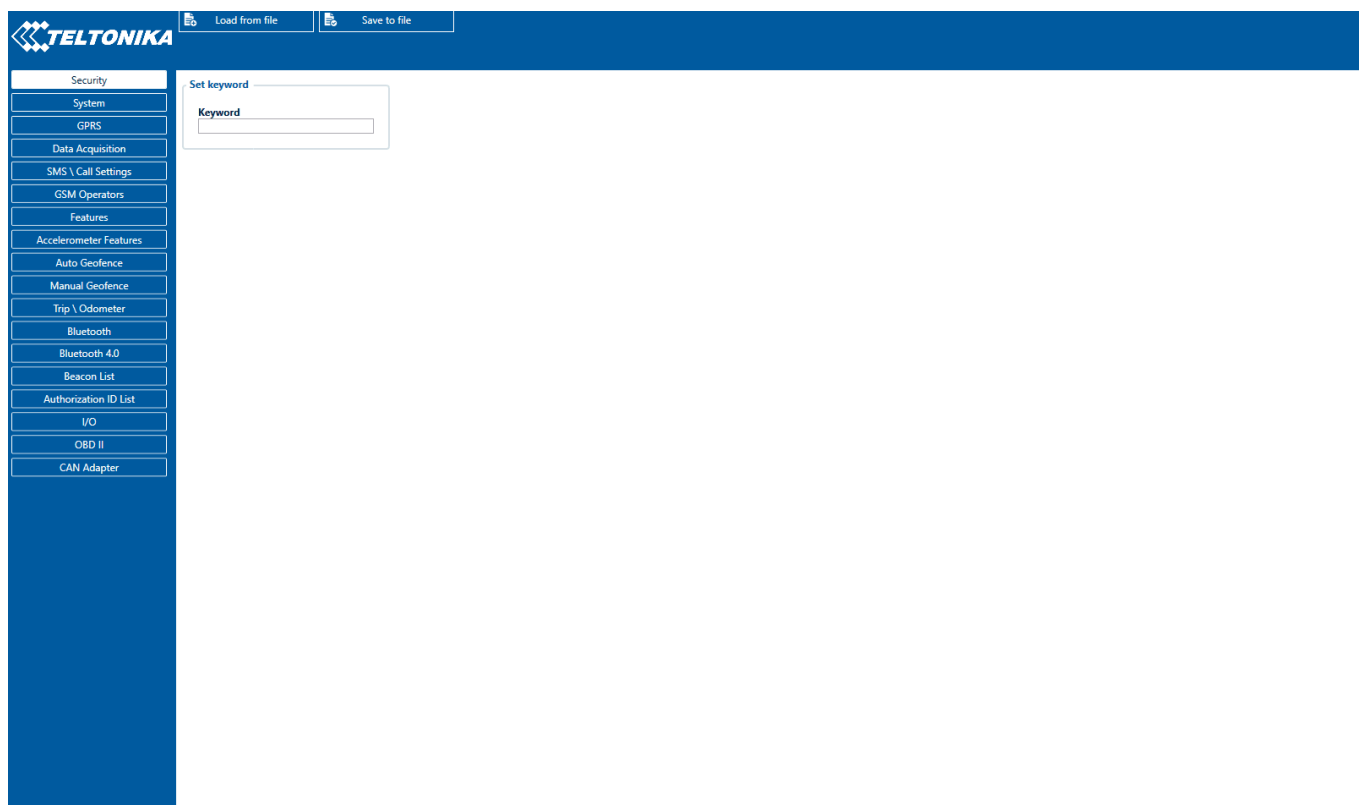 TELTONIKA
Load from file
Save to file
Security
System
GPRS
Data Acquisition
SMS \ Call Settings
GSM Operators
Features
Accelerometer Features
Auto Geofence
Manual Geofence
Trip \ Odometer
Bluetooth
Bluetooth 4.0
Beacon List
Authorization ID List
I/O
OBD II
CAN Adapter
Set keyword
Keyword